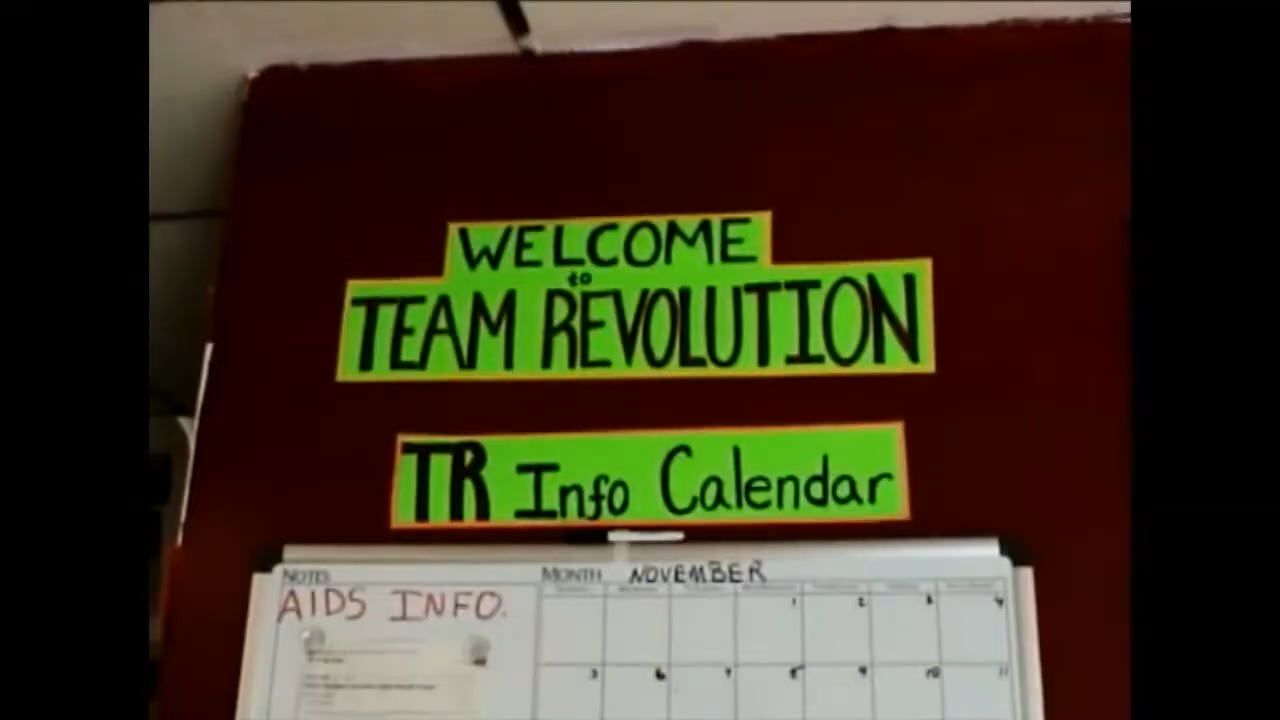 WELCOME
to
TEAM REVOLUTION
TR Info Calendar
NOTES
MONTH NOVEMBER
AIDS INFO.
1 2 3 4
6 7 8 9 10 11